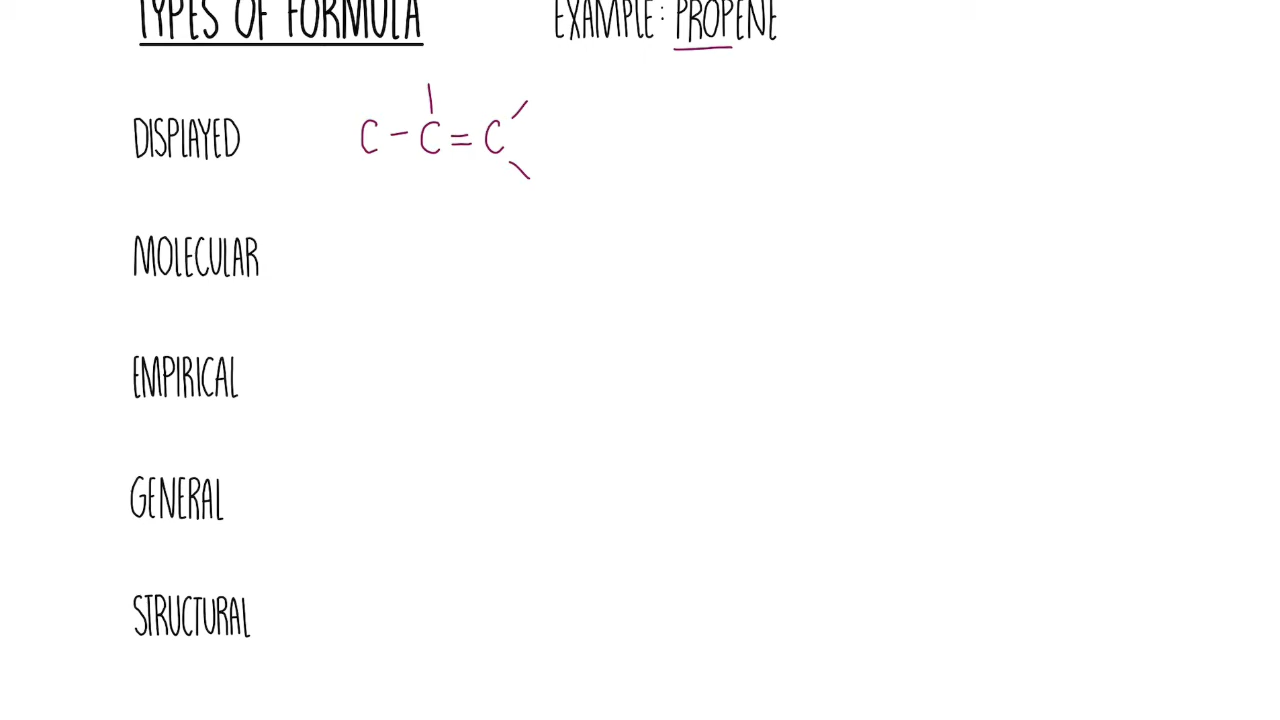 TYPES OF FORMULA
EXAMPLE: PROPENE
DISPLAYED
C - C = C
MOLECULAR
EMPIRICAL
GENERAL
STRUCTURAL